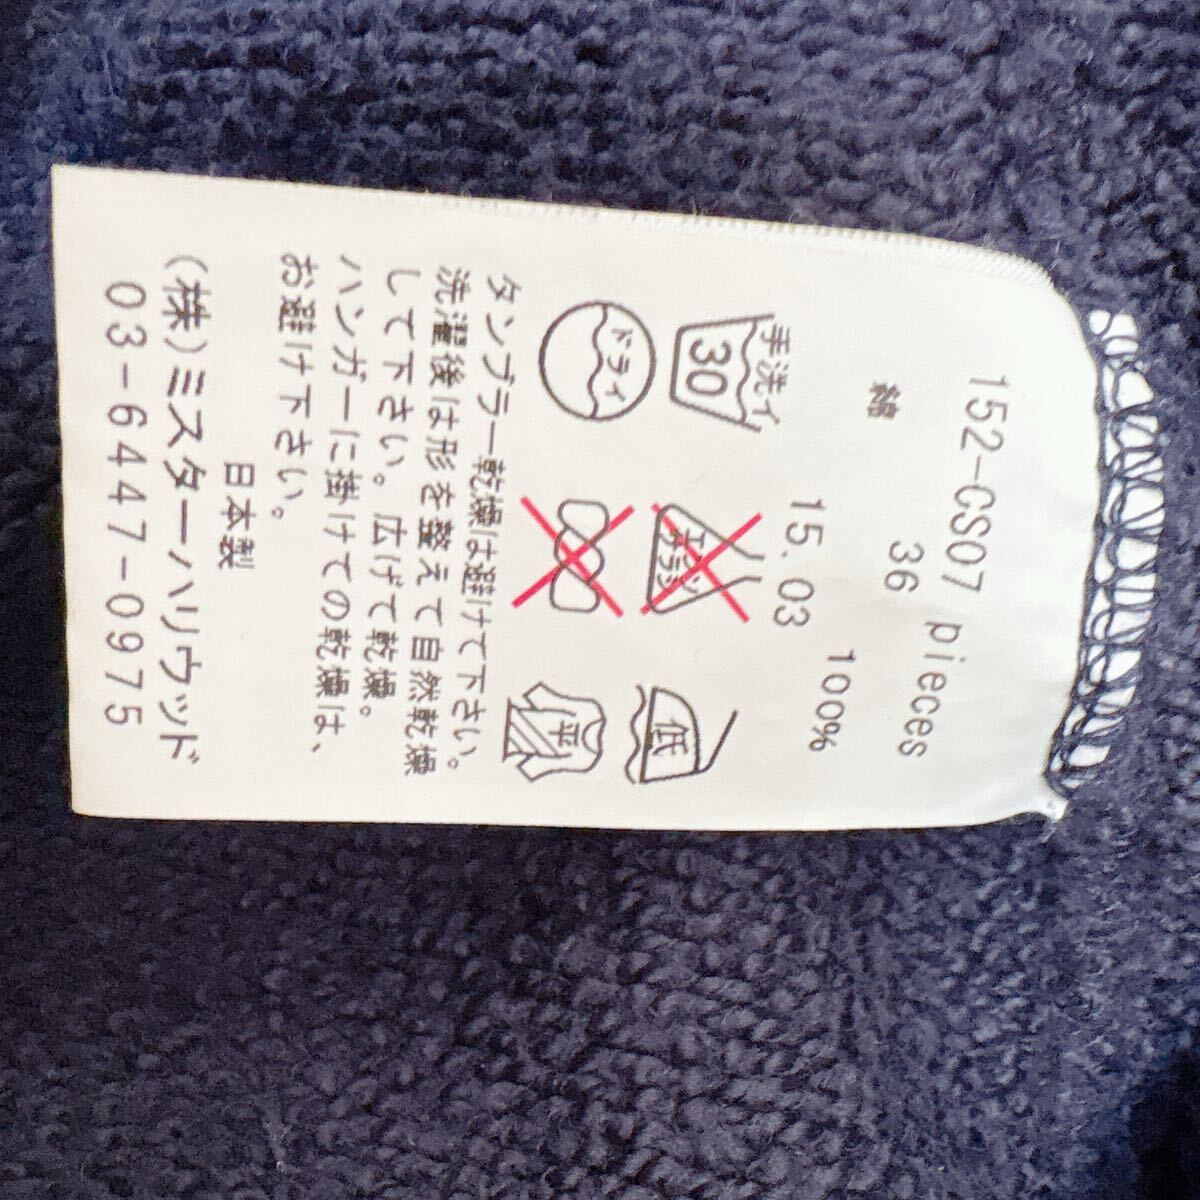 152-CS07 pieces
36
綿 100%
15.03
手洗イ
30
エンソサラシ
低
ドライ
平
タンブラー乾燥は避けて下さい。
洗濯後は形を整えて自然乾燥
して下さい。広げて乾燥。
ハンガーに掛けての乾燥は、
お避け下さい。
日本製
(株)ミスターハリウッド
03-6447-0975